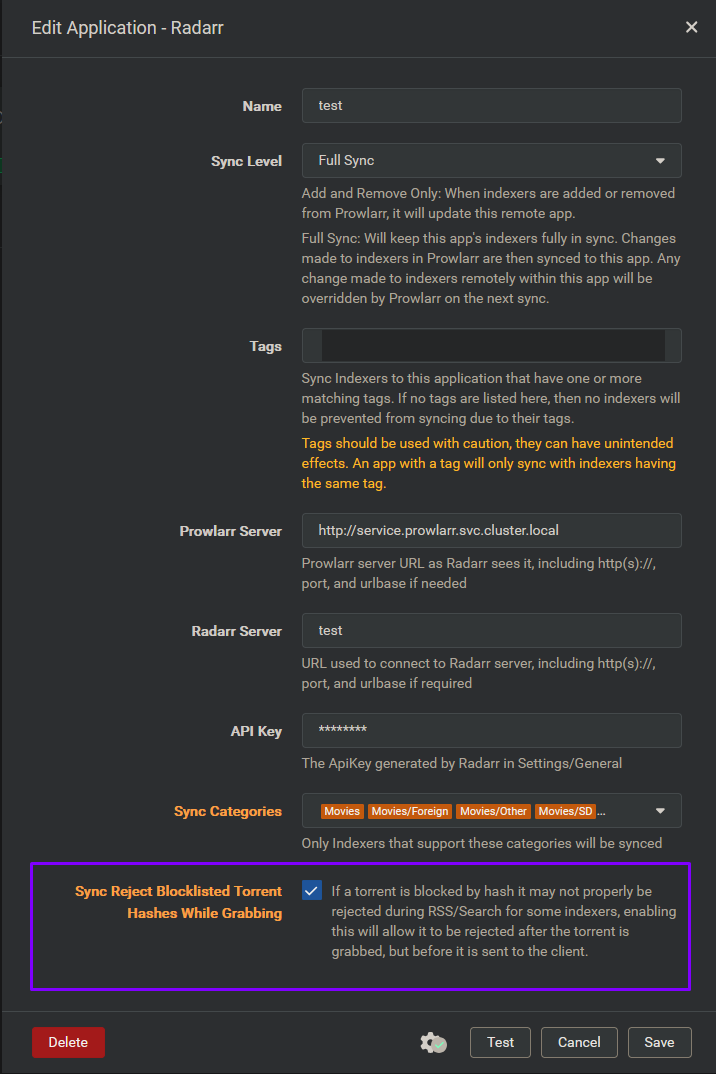 Edit Application - Radarr
Name
test
Sync Level
Full Sync
Add and Remove Only: When indexers are added or removed
from Prowlarr, it will update this remote app.
Full Sync: Will keep this app's indexers fully in sync. Changes
made to indexers in Prowlarr are then synced to this app. Any
change made to indexers remotely within this app will be
overridden by Prowlarr on the next sync.
Tags
Sync Indexers to this application that have one or more
matching tags. If no tags are listed here, then no indexers will
be prevented from syncing due to their tags.
Tags should be used with caution, they can have unintended
effects. An app with a tag will only sync with indexers having
the same tag.
Prowlarr Server
http://service.prowlarr.svc.cluster.local
Prowlarr server URL as Radarr sees it, including http(s)://,
port, and urlbase if needed
Radarr Server
test
URL used to connect to Radarr server, including http(s)://,
port, and urlbase if required
API Key
********
The ApiKey generated by Radarr in Settings/General
Sync Categories
Movies Movies/Foreign Movies/Other Movies/SD ...
Only Indexers that support these categories will be synced
Sync Reject Blocklisted Torrent
Hashes While Grabbing
If a torrent is blocked by hash it may not properly be
rejected during RSS/Search for some indexers, enabling
this will allow it to be rejected after the torrent is
grabbed, but before it is sent to the client.
Delete
Test
Cancel
Save